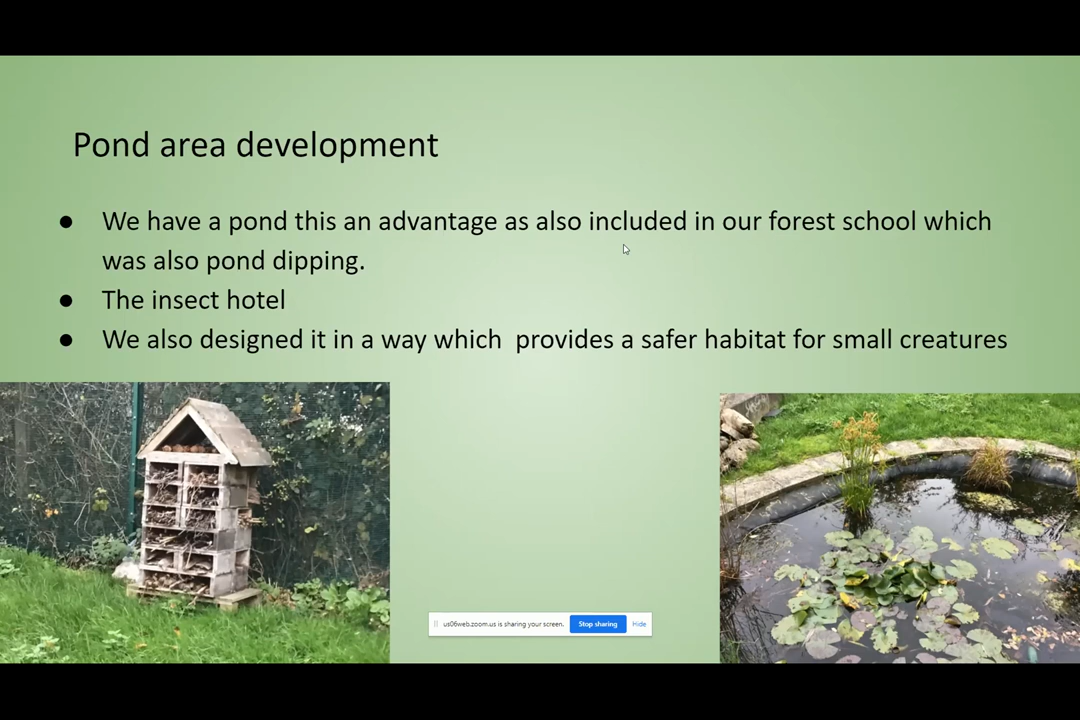 Pond area development
● We have a pond this an advantage as also included in our forest school which
was also pond dipping.
● The insect hotel
● We also designed it in a way which  provides a safer habitat for small creatures
us06web.zoom.us is sharing your screen. Stop sharing Hide